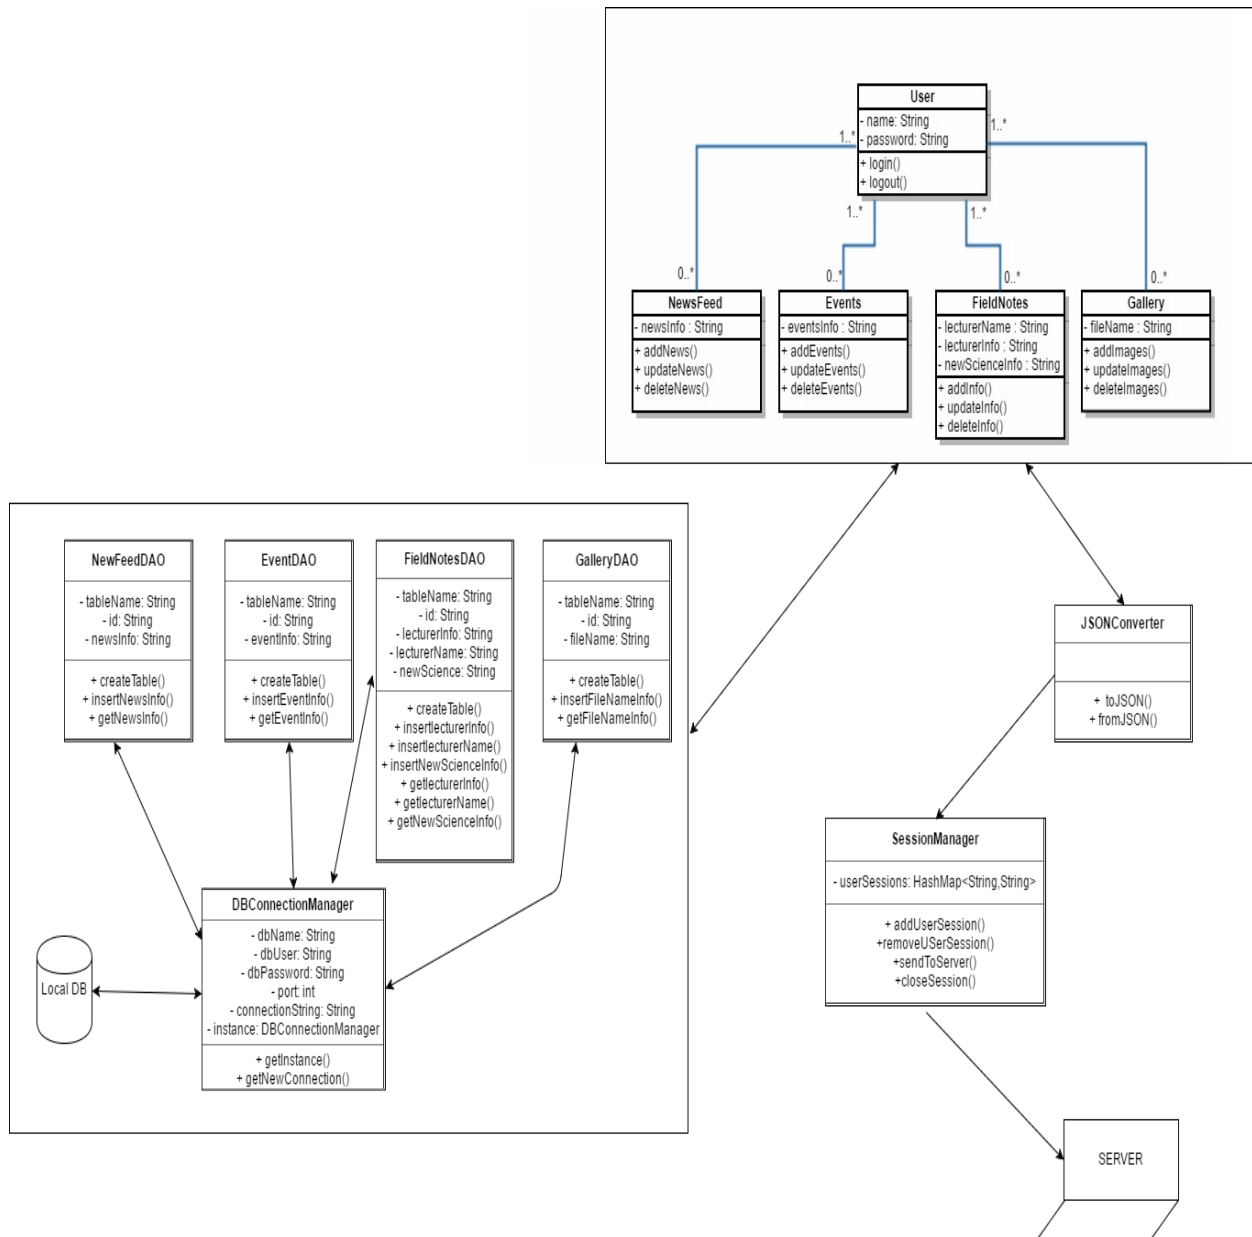 User
- name: String
- password: String
+ login()
+ logout()
1..*
1..*
1..*
1..*
0..*
0..*
0..*
0..*
NewsFeed
- newsInfo : String
+ addNews()
+ updateNews()
+ deleteNews()
Events
- eventsInfo : String
+ addEvents()
+ updateEvents()
+ deleteEvents()
FieldNotes
- lecturerName : String
- lecturerInfo : String
- newScienceInfo : String
+ addInfo()
+ updateInfo()
+ deleteInfo()
Gallery
- fileName : String
+ addImages()
+ updateImages()
+ deleteImages()
NewFeedDAO
- tableName: String
- id: String
- newsInfo: String
+ createTable()
+ insertNewsInfo()
+ getNewsInfo()
EventDAO
- tableName: String
- id: String
- eventInfo: String
+ createTable()
+ insertEventInfo()
+ getEventInfo()
FieldNotesDAO
- tableName: String
- id: String
- lecturerInfo: String
- lecturerName: String
- newScience: String
+ createTable()
+ insertlecturerInfo()
+ insertlecturerName()
+ insertNewScienceInfo()
+ getlecturerInfo()
+ getlecturerName()
+ getNewScienceInfo()
GalleryDAO
- tableName: String
- id: String
- fileName: String
+ createTable()
+ insertFileNameInfo()
+ getFileNameInfo()
JSONConverter
+ toJSON()
+ fromJSON()
SessionManager
- userSessions: HashMap<String,String>
+ addUserSession()
+removeUSerSession()
+sendToServer()
+closeSession()
DBConnectionManager
- dbName: String
- dbUser: String
- dbPassword: String
- port: int
- connectionString: String
- instance: DBConnectionManager
+ getInstance()
+ getNewConnection()
Local DB
SERVER